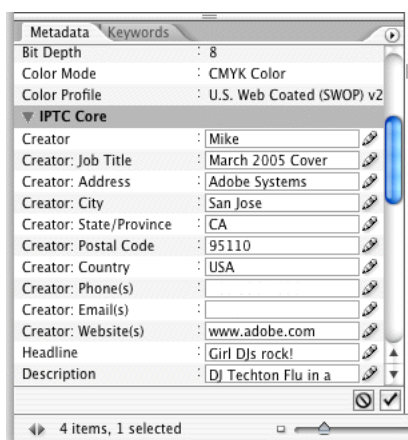 Metadata Keywords
Bit Depth : 8
Color Mode : CMYK Color
Color Profile : U.S. Web Coated (SWOP) v2
IPTC Core
Creator : Mike
Creator: Job Title : March 2005 Cover
Creator: Address : Adobe Systems
Creator: City : San Jose
Creator: State/Province : CA
Creator: Postal Code : 95110
Creator: Country : USA
Creator: Phone(s) :
Creator: Email(s) :
Creator: Website(s) : www.adobe.com
Headline : Girl DJs rock!
Description : DJ Techton Flu in a
4 items, 1 selected